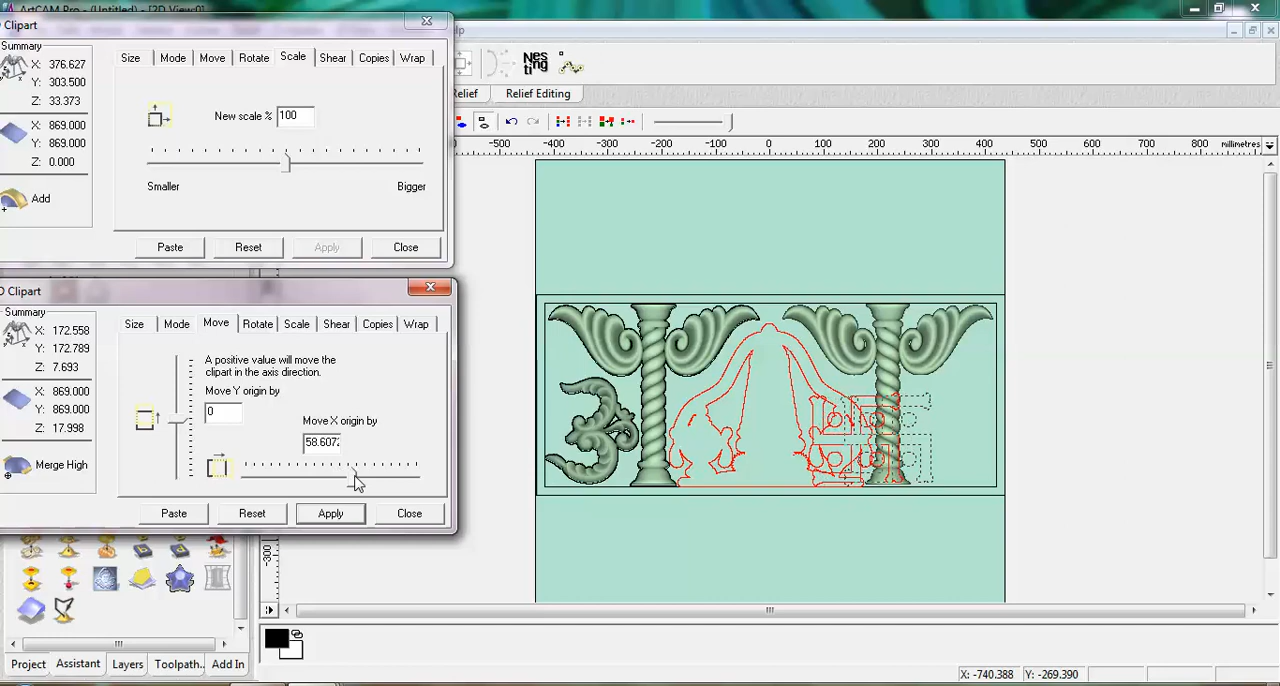 ArtCAM Pro - (Untitled) - [2D View:0]
Clipart
lp
Summary
X: 376.627
Y: 303.500
Z: 33.373
X: 869.000
Y: 869.000
Z: 0.000
Add
Size Mode Move Rotate Scale Shear Copies Wrap
New scale % 100
Smaller Bigger
Paste Reset Apply Close
Nes
ting
Relief Relief Editing
-500 -400 -300 -200 -100 0 100 200 300 400 500 600 700 800 millimetres
D Clipart
Summary
X: 172.558
Y: 172.789
Z: 7.693
X: 869.000
Y: 869.000
Z: 17.998
Merge High
Size Mode Move Rotate Scale Shear Copies Wrap
A positive value will move the
clipart in the axis direction.
Move Y origin by
0
Move X origin by
58.607
Paste Reset Apply Close
-300
Project Assistant Layers Toolpath... Add In
X: -740.388 Y: -269.390